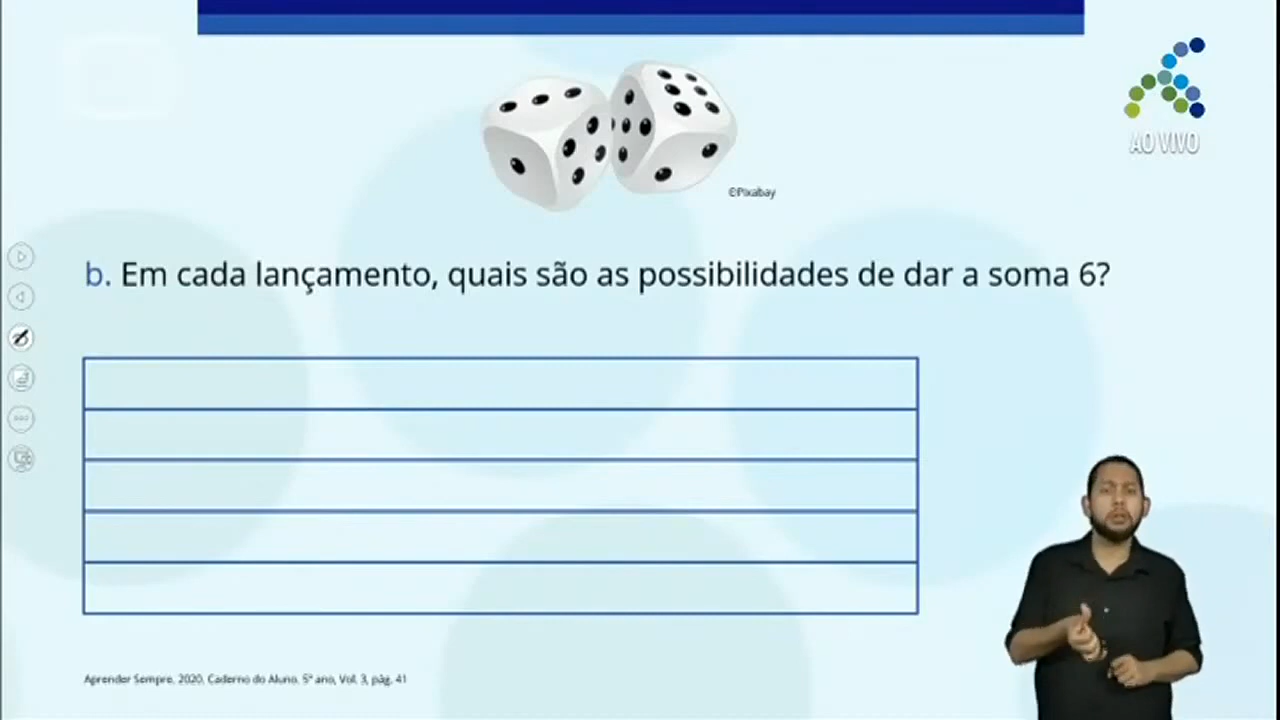 AO VIVO
©Pixabay
b. Em cada lançamento, quais são as possibilidades de dar a soma 6?
Aprender Sempre. 2020. Caderno do Aluno. 5º ano, Vol. 3, pág. 41